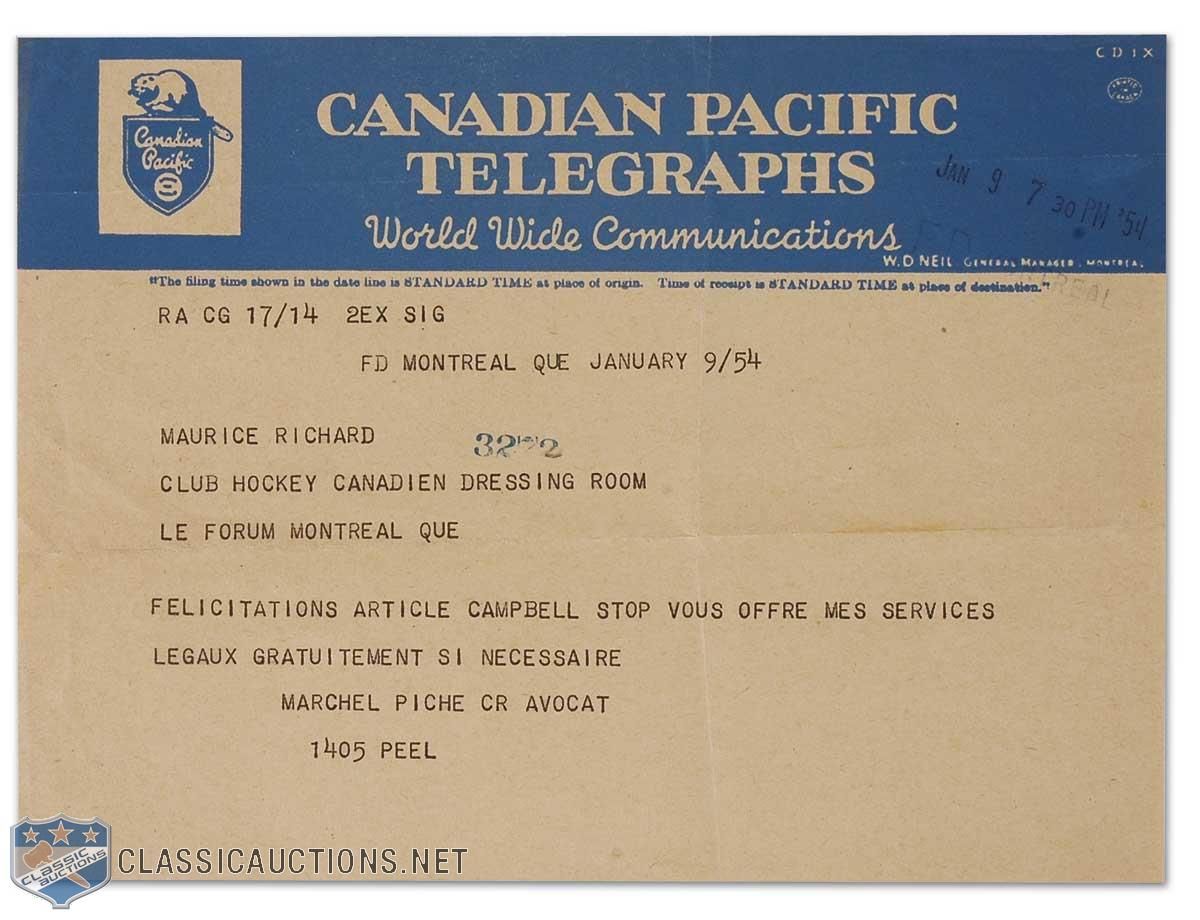 CD 1X
Canadian
Pacific
CANADIAN PACIFIC
TELEGRAPHS
World Wide Communications
JAN 9 7 30 PM '54
W.D NEIL GENERAL MANAGER, MONTREAL.
"The filing time shown in the date line is STANDARD TIME at place of origin. Time of receipt is STANDARD TIME at place of destination."
RA CG 17/14 2EX SIG
FD MONTREAL QUE JANUARY 9/54
MAURICE RICHARD
CLUB HOCKEY CANADIEN DRESSING ROOM
LE FORUM MONTREAL QUE
FELICITATIONS ARTICLE CAMPBELL STOP VOUS OFFRE MES SERVICES
LEGAUX GRATUITEMENT SI NECESSAIRE
MARCHEL PICHE CR AVOCAT
1405 PEEL
CLASSIC
AUCTIONS
CLASSICAUCTIONS.NET